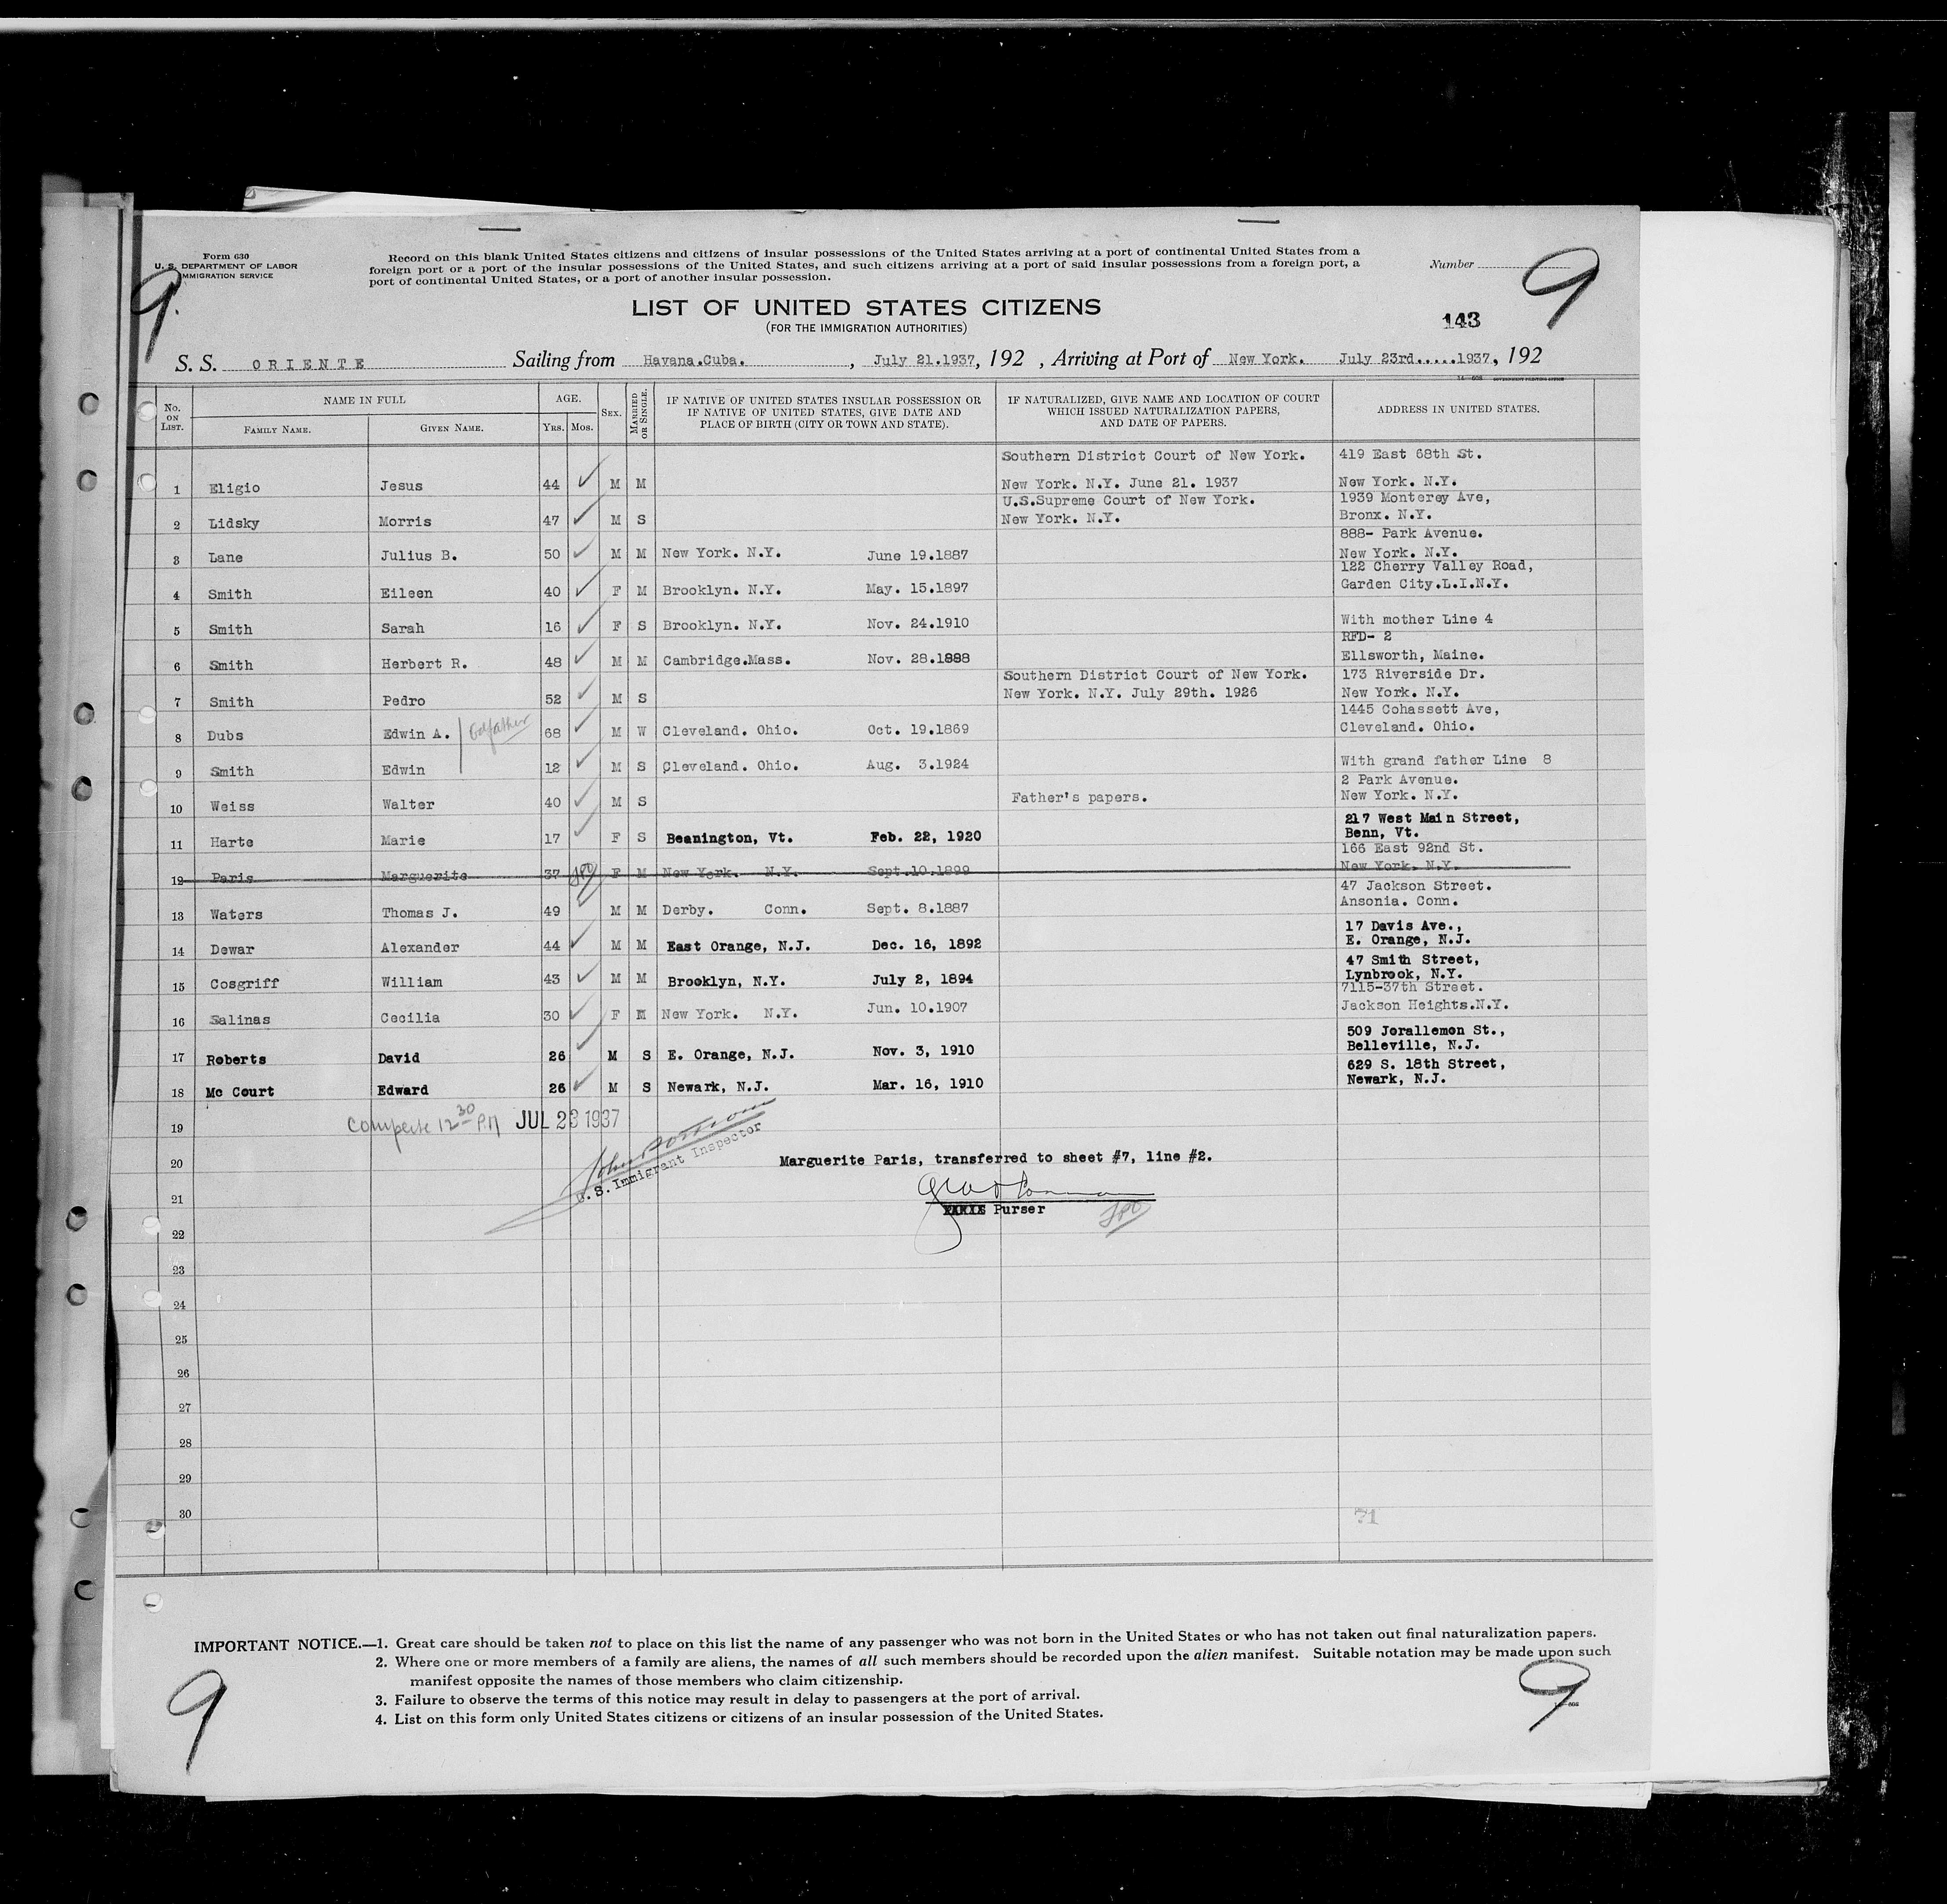 Form 630
U. S. DEPARTMENT OF LABOR
IMMIGRATION SERVICE
Record on this blank United States citizens and citizens of insular possessions of the United States arriving at a port of continental United States from a
foreign port or a port of the insular possessions of the United States, and such citizens arriving at a port of said insular possessions from a foreign port, a
port of continental United States, or a port of another insular possession.
Number
9
9
LIST OF UNITED STATES CITIZENS
(FOR THE IMMIGRATION AUTHORITIES)
143
S. S. ORIENTE Sailing from Havana.Cuba. , July 21.1937, 192 , Arriving at Port of New York. July 23rd.....1937, 192
No. ON LIST. NAME IN FULL AGE. SEX. MARRIED OR SINGLE. IF NATIVE OF UNITED STATES INSULAR POSSESSION OR IF NATIVE OF UNITED STATES, GIVE DATE AND PLACE OF BIRTH (CITY OR TOWN AND STATE). IF NATURALIZED, GIVE NAME AND LOCATION OF COURT WHICH ISSUED NATURALIZATION PAPERS, AND DATE OF PAPERS. ADDRESS IN UNITED STATES.
FAMILY NAME. GIVEN NAME. YRS. MOS.
Southern District Court of New York. 419 East 68th St.
1 Eligio Jesus 44 M M New York. N.Y. June 21. 1937 New York. N.Y.
U.S.Supreme Court of New York. 1939 Monterey Ave,
2 Lidsky Morris 47 M S New York. N.Y. Bronx. N.Y.
888- Park Avenue.
3 Lane Julius B. 50 M M New York. N.Y. June 19.1887 New York. N.Y.
122 Cherry Valley Road,
4 Smith Eileen 40 F M Brooklyn. N.Y. May. 15.1897 Garden City.L.I.N.Y.
5 Smith Sarah 16 F S Brooklyn. N.Y. Nov. 24.1910 With mother Line 4
RFD- 2
6 Smith Herbert R. 48 M M Cambridge.Mass. Nov. 28.1888 Ellsworth, Maine.
Southern District Court of New York. 173 Riverside Dr.
7 Smith Pedro 52 M S New York. N.Y. July 29th. 1926 New York. N.Y.
1445 Cohassett Ave,
8 Dubs Edwin A. Godfather 68 M W Cleveland. Ohio. Oct. 19.1869 Cleveland. Ohio.
9 Smith Edwin 12 M S Cleveland. Ohio. Aug. 3.1924 With grand father Line 8
2 Park Avenue.
10 Weiss Walter 40 M S Father's papers. New York. N.Y.
217 West Main Street,
11 Harte Marie 17 F S Beanington, Vt. Feb. 22, 1920 Benn, Vt.
166 East 92nd St.
12 Paris Marguerite 37 F M New York. N.Y. Sept.10.1899 New York. N.Y.
47 Jackson Street.
13 Waters Thomas J. 49 M M Derby. Conn. Sept. 8.1887 Ansonia. Conn.
17 Davis Ave.,
14 Dewar Alexander 44 M M East Orange, N.J. Dec. 16, 1892 E. Orange, N.J.
47 Smith Street,
15 Cosgriff William 43 M M Brooklyn, N.Y. July 2, 1894 Lynbrook, N.Y.
7115-37th Street.
16 Salinas Cecilia 30 F M New York. N.Y. Jun. 10.1907 Jackson Heights.N.Y.
509 Jorallemon St.,
17 Roberts David 26 M S E. Orange, N.J. Nov. 3, 1910 Belleville, N.J.
629 S. 18th Street,
18 Mc Court Edward 26 M S Newark, N.J. Mar. 16, 1910 Newark, N.J.
19 12 30 P.M JUL 23 1937
U.S. Immigrant Inspector
20 Marguerite Paris, transferred to sheet #7, line #2.
21
Purser
22
23
24
25
26
27
28
29
30
71
IMPORTANT NOTICE.—1. Great care should be taken not to place on this list the name of any passenger who was not born in the United States or who has not taken out final naturalization papers.
2. Where one or more members of a family are aliens, the names of all such members should be recorded upon the alien manifest. Suitable notation may be made upon such
manifest opposite the names of those members who claim citizenship.
3. Failure to observe the terms of this notice may result in delay to passengers at the port of arrival.
4. List on this form only United States citizens or citizens of an insular possession of the United States.
9
9